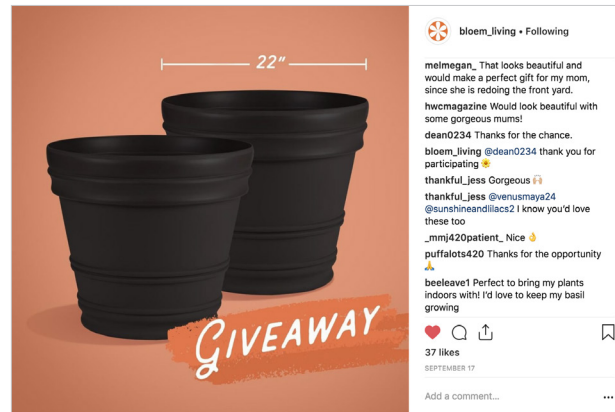 22"
GIVEAWAY
bloem_living • Following
melmegan_ That looks beautiful and
would make a perfect gift for my mom,
since she is redoing the front yard.
hwcmagazine Would look beautiful with
some gorgeous mums!
dean0234 Thanks for the chance.
bloem_living @dean0234 thank you for
participating 🌼
thankful_jess Gorgeous 🙌🏻
thankful_jess @venusmaya24
@sunshineandlilacs2 I know you'd love
these too
_mmj420patient_ Nice 👌
puffalots420 Thanks for the opportunity
🙏
beeleave1 Perfect to bring my plants
indoors with! I'd love to keep my basil
growing
37 likes
SEPTEMBER 17
Add a comment...